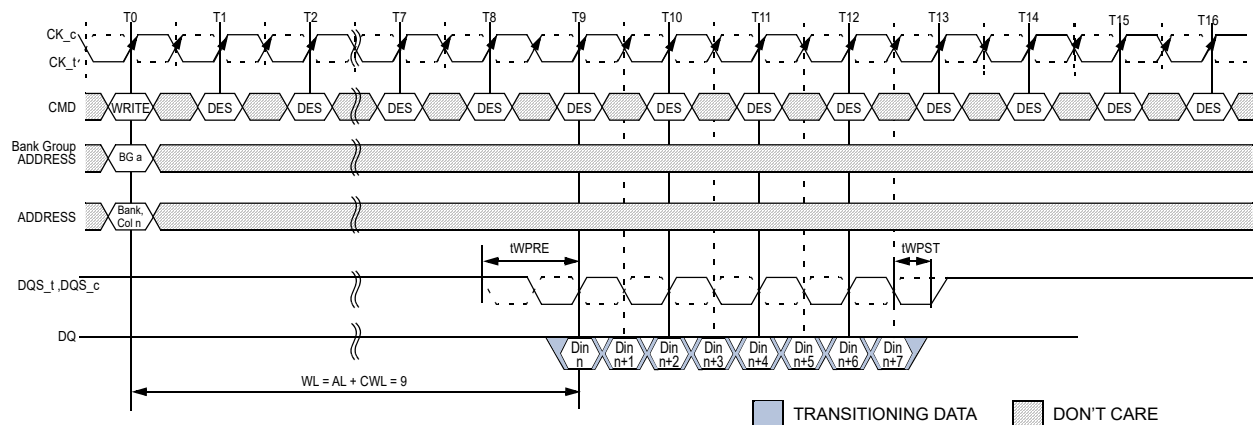 T0 T1 T2 T7 T8 T9 T10 T11 T12 T13 T14 T15 T16
CK_c
CK_t
CMD WRITE DES DES DES DES DES DES DES DES DES DES DES DES
Bank Group
ADDRESS
BG a
ADDRESS
Bank,
Col n
tWPRE tWPST
DQS_t ,DQS_c
DQ
Din Din Din Din Din Din Din Din
n n+1 n+2 n+3 n+4 n+5 n+6 n+7
WL = AL + CWL = 9
TRANSITIONING DATA DON'T CARE